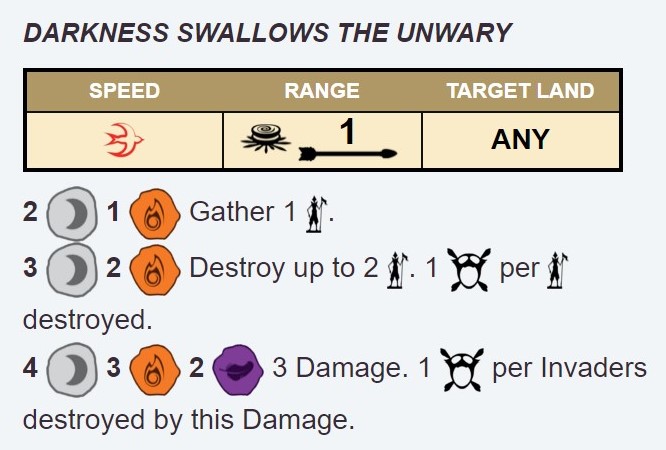 DARKNESS SWALLOWS THE UNWARY
SPEED RANGE TARGET LAND
1 ANY
2 1 Gather 1 .
3 2 Destroy up to 2 . 1 per
destroyed.
4 3 2 3 Damage. 1 per Invaders
destroyed by this Damage.